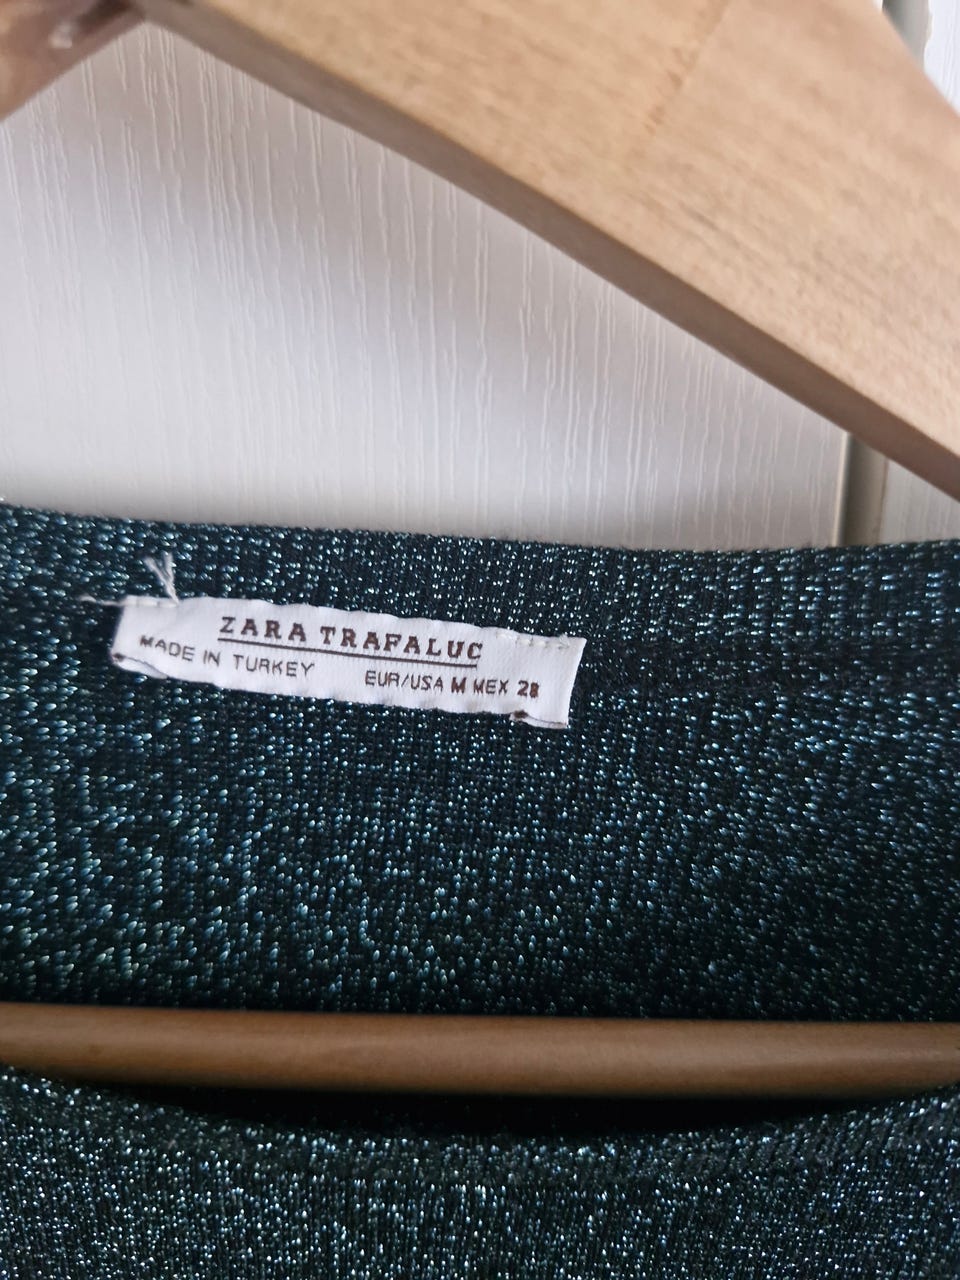 ZARA TRAFALUC
MADE IN TURKEY EUR/USA M MEX 28